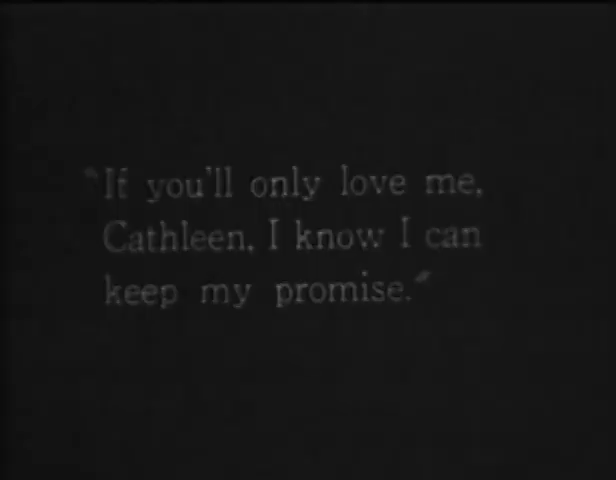 "If you'll only love me,
Cathleen, I know I can
keep my promise."